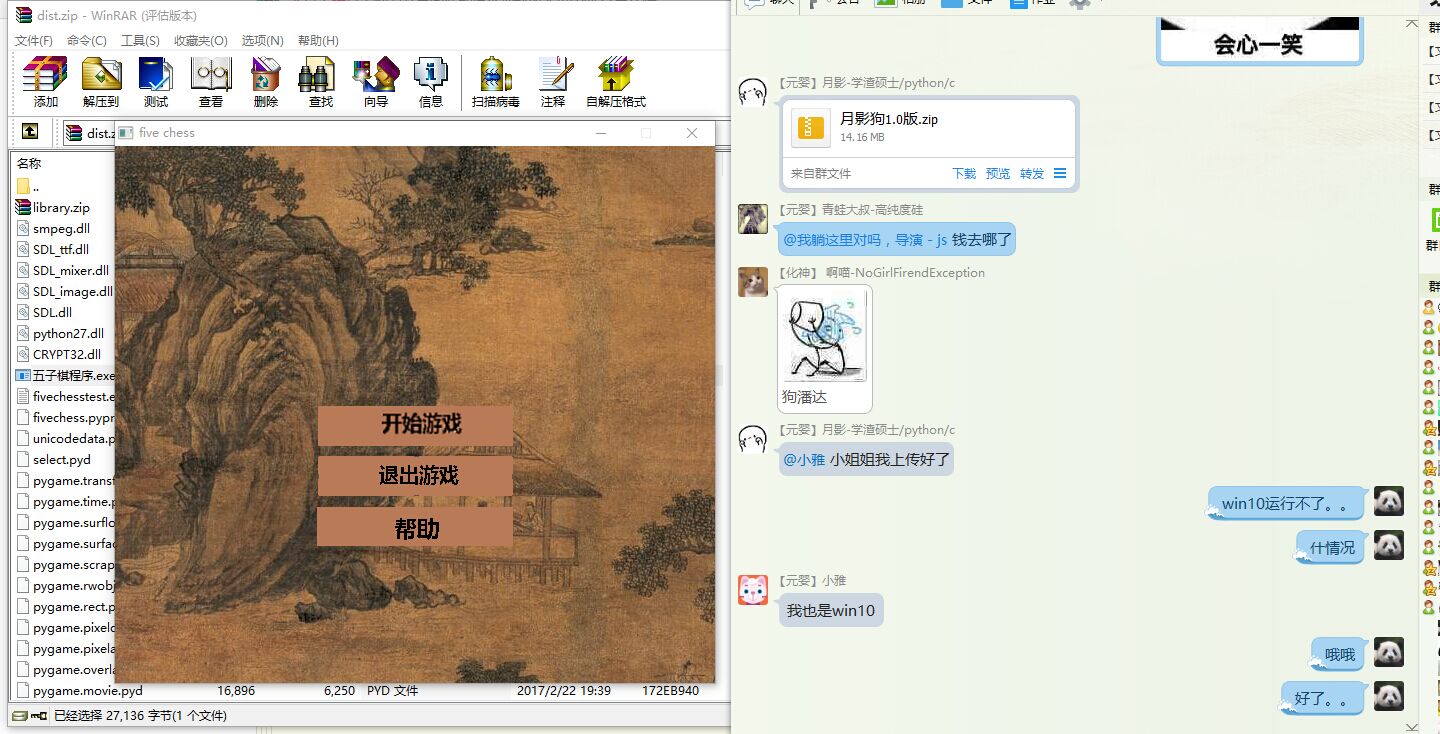 dist.zip - WinRAR (评估版本)
文件(F) 命令(C) 工具(S) 收藏夹(O) 选项(N) 帮助(H)
添加 解压到 测试 查看 删除 查找 向导 信息 扫描病毒 注释 自解压格式
dist.z
five chess
名称
..
library.zip
smpeg.dll
SDL_ttf.dll
SDL_mixer.dll
SDL_image.dll
SDL.dll
python27.dll
CRYPT32.dll
五子棋程序.exe
fivechesstest.e
fivechess.pypr
unicodedata.p
select.pyd
pygame.transf
pygame.time.p
pygame.surflo
pygame.surfac
pygame.scrap
pygame.rwobj
pygame.rect.p
pygame.pixelc
pygame.pixela
pygame.overla
pygame.movie.pyd 16,896 6,250 PYD 文件 2017/2/22 19:39 172EB940
已经选择 27,136 字节(1 个文件)
开始游戏
退出游戏
帮助
聊天 公告 相册 文件 作业
会心一笑
【元婴】月影-学渣硕士/python/c
月影狗1.0版.zip
14.16 MB
来自群文件 下载 预览 转发
【元婴】青蛙大叔-高纯度硅
@我躺这里对吗，导演 - js 钱去哪了
【化神】 啊喵-NoGirlFirendException
狗潘达
【元婴】月影-学渣硕士/python/c
@小雅 小姐姐我上传好了
win10运行不了。。
什情况
【元婴】小雅
我也是win10
哦哦
好了。。